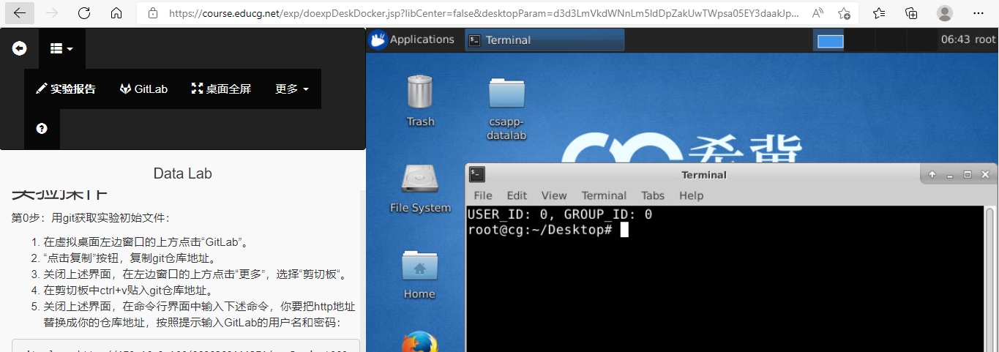 https://course.educg.net/exp/doexpDeskDocker.jsp?libCenter=false&desktopParam=d3d3LmVkdWNnLm5ldDpZakUwTWpsa05EY3daakJp...
Applications
Terminal
06:43 root
实验报告
GitLab
桌面全屏
更多
Trash
csapp-
datalab
希冀
Data Lab
实验操作
第0步：用git获取实验初始文件：
1. 在虚拟桌面左边窗口的上方点击“GitLab”。
2. “点击复制”按钮，复制git仓库地址。
3. 关闭上述界面，在左边窗口的上方点击“更多”，选择“剪切板“。
4. 在剪切板中ctrl+v贴入git仓库地址。
5. 关闭上述界面，在命令行界面中输入下述命令，你要把http地址
替换成你的仓库地址，按照提示输入GitLab的用户名和密码：
File System
Home
Terminal
File Edit View Terminal Tabs Help
USER_ID: 0, GROUP_ID: 0
root@cg:~/Desktop#